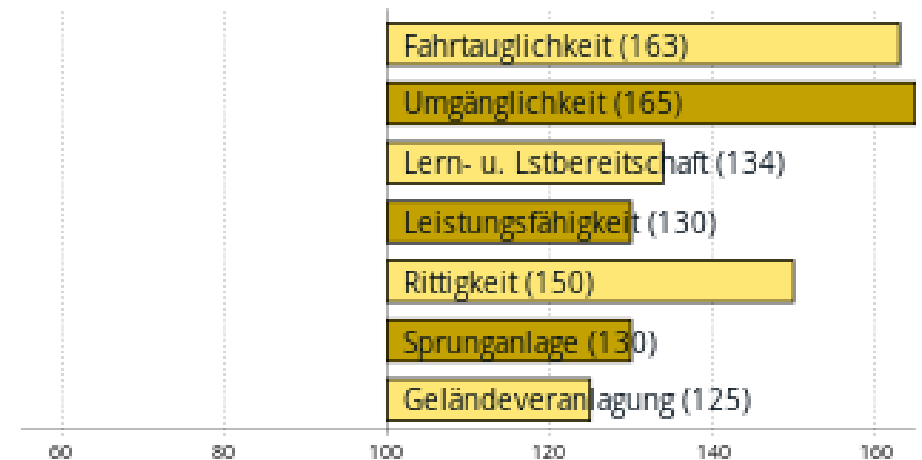 Fahrtauglichkeit (163)
Umgänglichkeit (165)
Lern- u. Lstbereitschaft (134)
Leistungsfähigkeit (130)
Rittigkeit (150)
Sprunganlage (130)
Geländeveranlagung (125)
60 80 100 120 140 160